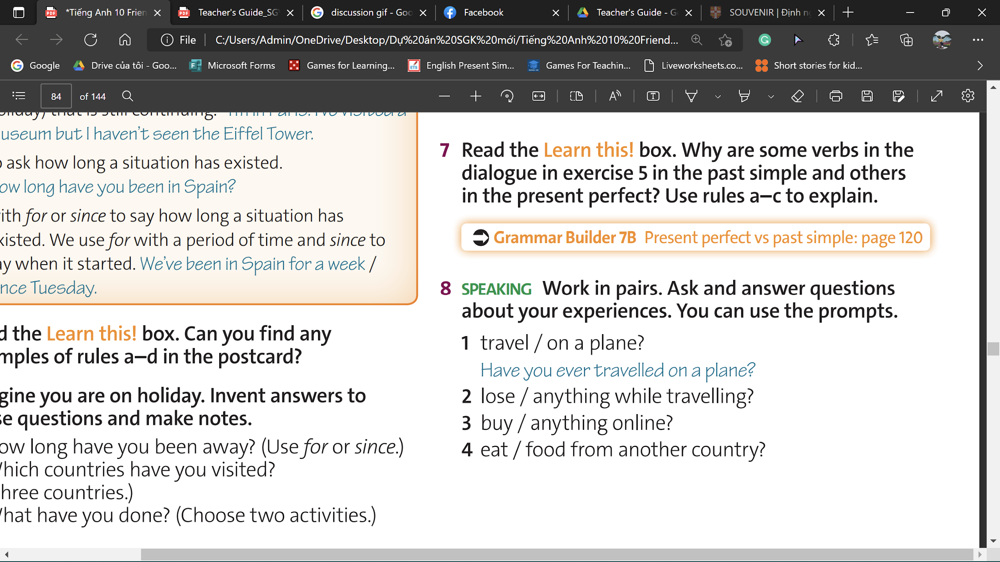 *Tiếng Anh 10 Frien
Teacher's Guide_SG
discussion gif - Goo
Facebook
Teacher's Guide - G
SOUVENIR | Định n
File
C:/Users/Admin/OneDrive/Desktop/Dự%20án%20SGK%20mới/Tiếng%20Anh%2010%20Friend...
Google
Drive của tôi - Goo...
Microsoft Forms
Games for Learning...
English Present Sim...
Games For Teachin...
Liveworksheets.co...
Short stories for kid...
84 of 144
useum but I haven't seen the Eiffel Tower.
ask how long a situation has existed.
ow long have you been in Spain?
ith for or since to say how long a situation has
xisted. We use for with a period of time and since to
ay when it started. We've been in Spain for a week /
nce Tuesday.
d the Learn this! box. Can you find any
mples of rules a–d in the postcard?
gine you are on holiday. Invent answers to
se questions and make notes.
ow long have you been away? (Use for or since.)
hich countries have you visited?
hree countries.)
hat have you done? (Choose two activities.)
7 Read the Learn this! box. Why are some verbs in the
dialogue in exercise 5 in the past simple and others
in the present perfect? Use rules a–c to explain.
Grammar Builder 7B Present perfect vs past simple: page 120
8 SPEAKING Work in pairs. Ask and answer questions
about your experiences. You can use the prompts.
1 travel / on a plane?
Have you ever travelled on a plane?
2 lose / anything while travelling?
3 buy / anything online?
4 eat / food from another country?